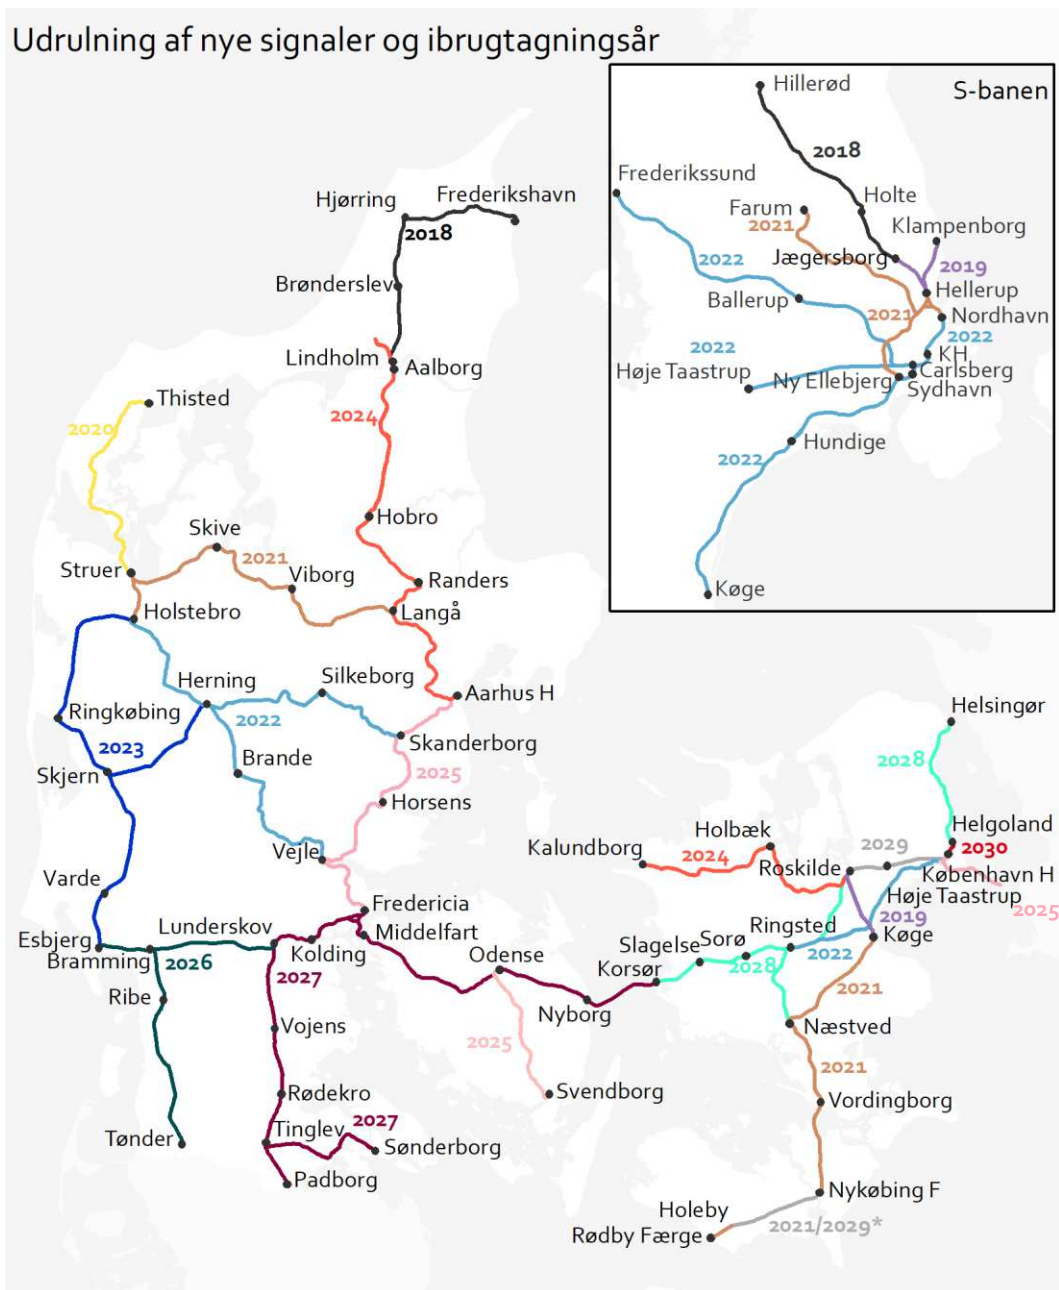 Udrulning af nye signaler og ibrugtagningsår
S-banen
Hillerød
2018
Frederikssund
Holte
Farum
2021
Klampenborg
Jægersborg
2022
2019
Ballerup
Hellerup
2021
Nordhavn
2022
2022
KH
Høje Taastrup
Carlsberg
Ny Ellebjerg
Sydhavn
Hundige
2022
Køge
Hjørring
Frederikshavn
2018
Brønderslev
Lindholm
Aalborg
Thisted
2020
2024
Hobro
Skive
2021
Struer
Viborg
Randers
Holstebro
Langå
Silkeborg
Herning
Aarhus H
Ringkøbing
2022
Skanderborg
2023
Brande
Skjern
2025
Horsens
Vejle
Varde
Fredericia
Lunderskov
Middelfart
Esbjerg
Bramming
2026
Kolding
2027
Odense
Ribe
Nyborg
Vojens
2025
Rødekro
Svendborg
Tinglev
2027
Tønder
Sønderborg
Padborg
Helsingør
2028
Holbæk
Helgoland
Kalundborg
2024
2029
2030
Roskilde
København H
Høje Taastrup
2025
2019
Ringsted
Køge
Slagelse
Sorø
2022
Korsør
2028
2021
Næstved
2021
Vordingborg
Nykøbing F
Holeby
2021/2029*
Rødby Færge